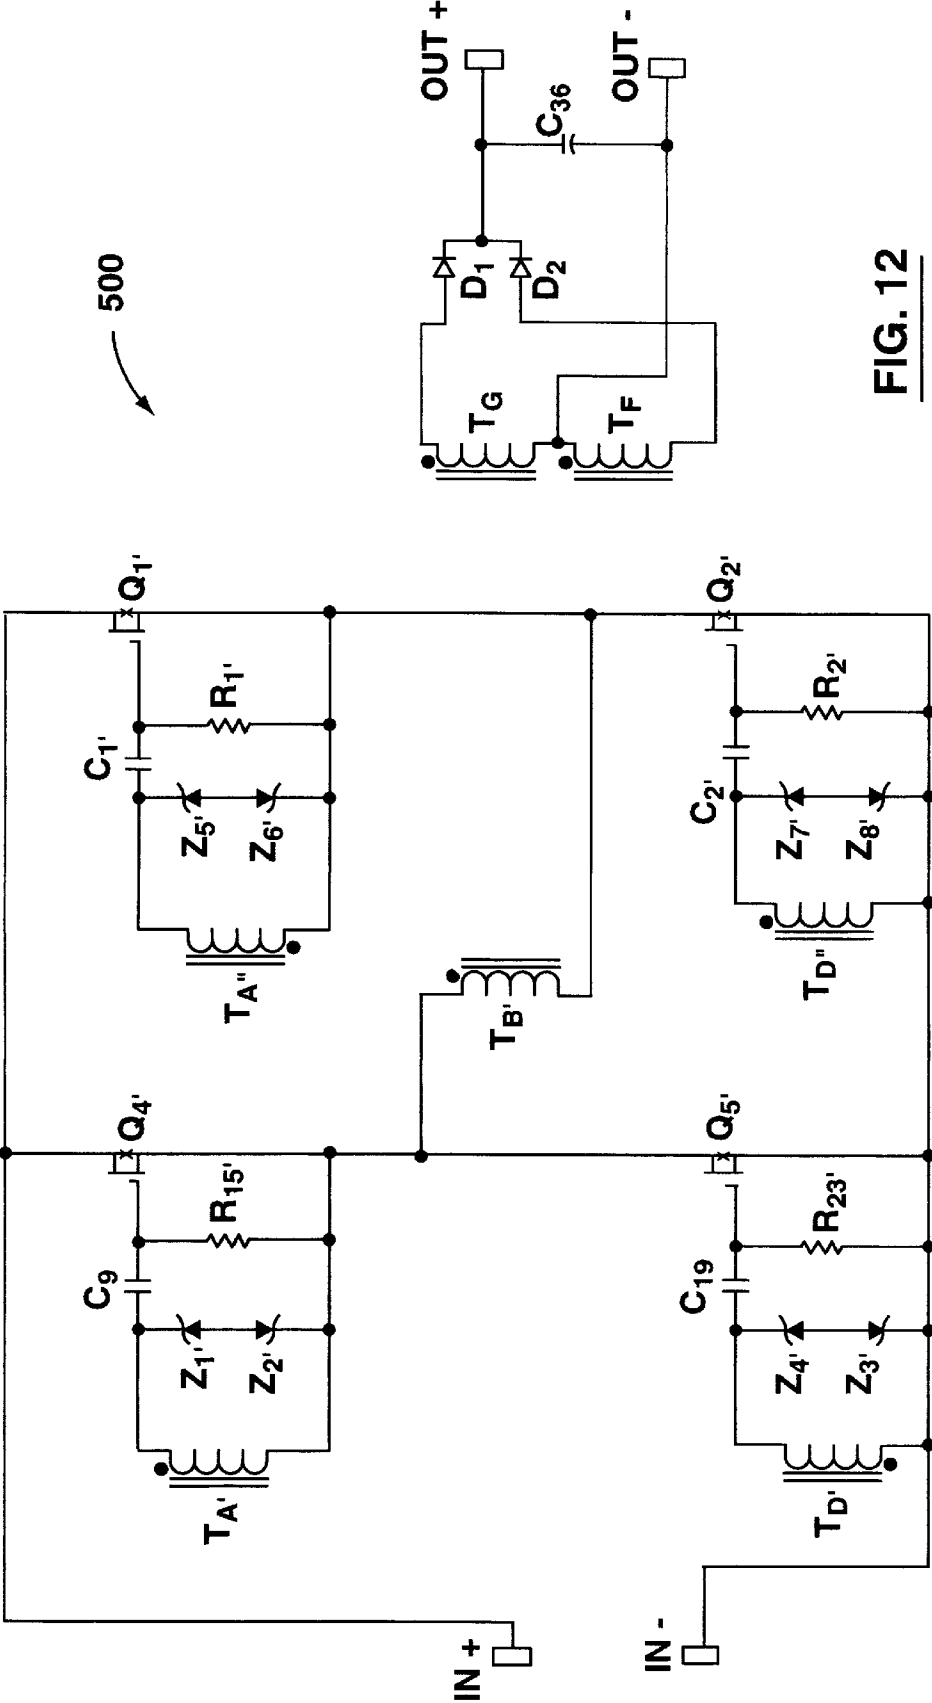 500
Q4'
Q1'
C9
R15'
C1'
R1'
Z1'
Z2'
Z5'
Z6'
TA'
TA"
TB'
IN +
IN -
Q5'
Q2'
C19
R23'
C2'
R2'
Z4'
Z3'
Z7'
Z8'
TD'
TD"
TG
TF
D1
D2
C36
OUT +
OUT -
FIG. 12